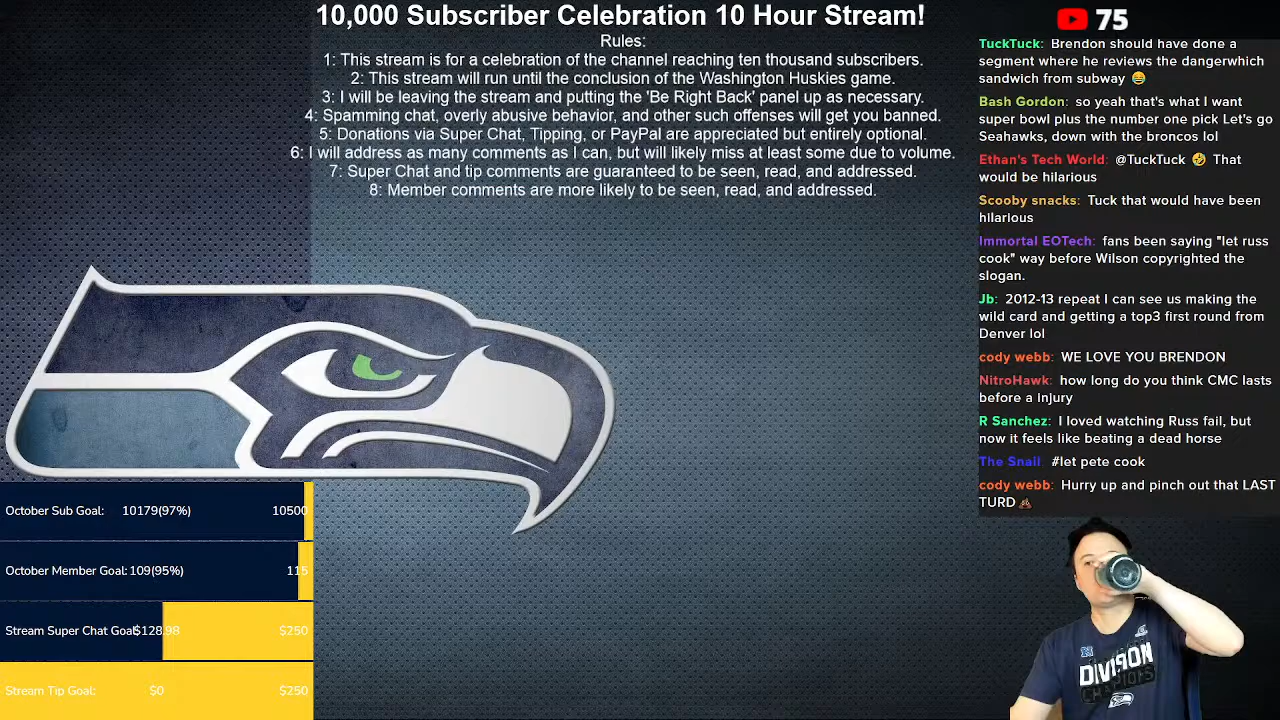 10,000 Subscriber Celebration 10 Hour Stream!
Rules:
1: This stream is for a celebration of the channel reaching ten thousand subscribers.
2: This stream will run until the conclusion of the Washington Huskies game.
3: I will be leaving the stream and putting the 'Be Right Back' panel up as necessary.
4: Spamming chat, overly abusive behavior, and other such offenses will get you banned.
5: Donations via Super Chat, Tipping, or PayPal are appreciated but entirely optional.
6: I will address as many comments as I can, but will likely miss at least some due to volume.
7: Super Chat and tip comments are guaranteed to be seen, read, and addressed.
8: Member comments are more likely to be seen, read, and addressed.
75
TuckTuck: Brendon should have done a
segment where he reviews the dangerwhich
sandwich from subway 😂
Bash Gordon: so yeah that's what I want
super bowl plus the number one pick Let's go
Seahawks, down with the broncos lol
Ethan's Tech World: @TuckTuck 🤣 That
would be hilarious
Scooby snacks: Tuck that would have been
hilarious
Immortal EOTech: fans been saying "let russ
cook" way before Wilson copyrighted the
slogan.
Jb: 2012-13 repeat I can see us making the
wild card and getting a top3 first round from
Denver lol
cody webb: WE LOVE YOU BRENDON
NitroHawk: how long do you think CMC lasts
before a injury
R Sanchez: I loved watching Russ fail, but
now it feels like beating a dead horse
The Snail: #let pete cook
cody webb: Hurry up and pinch out that LAST
TURD 💩
October Sub Goal: 10179(97%) 10500
October Member Goal: 109(95%) 115
Stream Super Chat Goal: $128.98 $250
Stream Tip Goal: $0 $250
DIVISION
CHAMPIONS